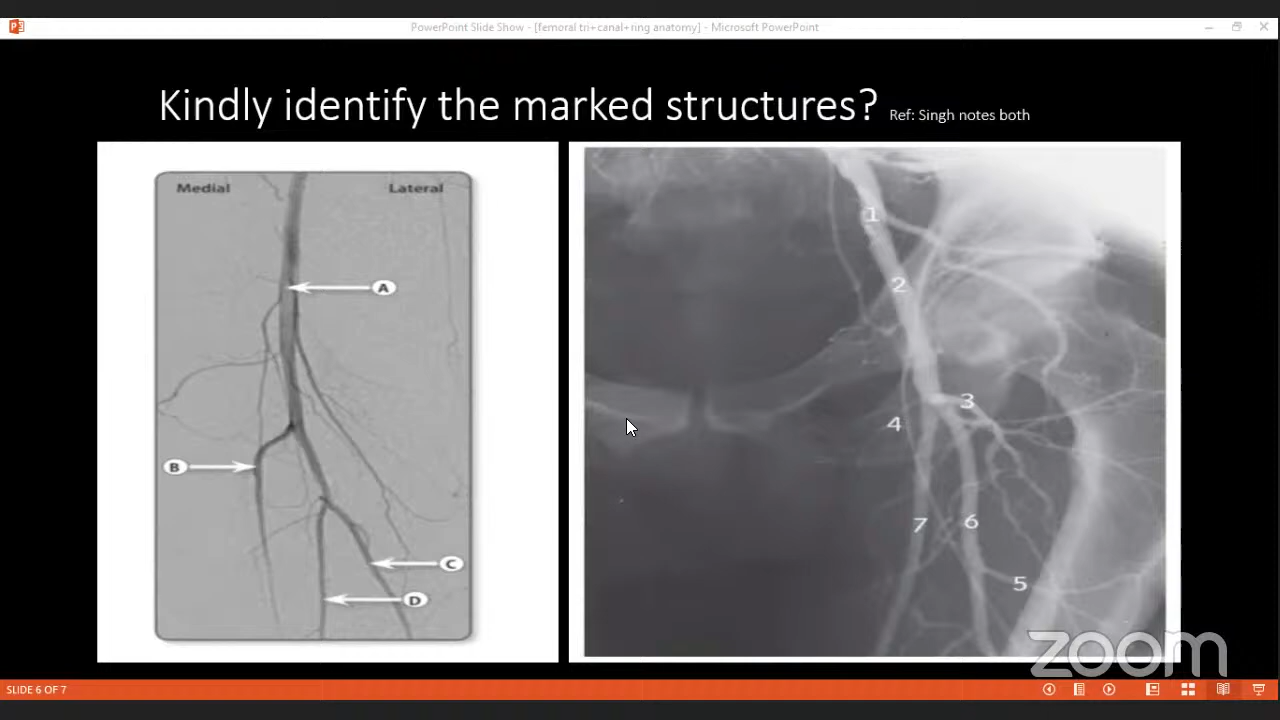 PowerPoint Slide Show - [femoral tri+canal+ring anatomy] - Microsoft PowerPoint
Kindly identify the marked structures? Ref: Singh notes both
Medial Lateral
A
B
C
D
1
2
3
4
7 6
5
zoom
SLIDE 6 OF 7